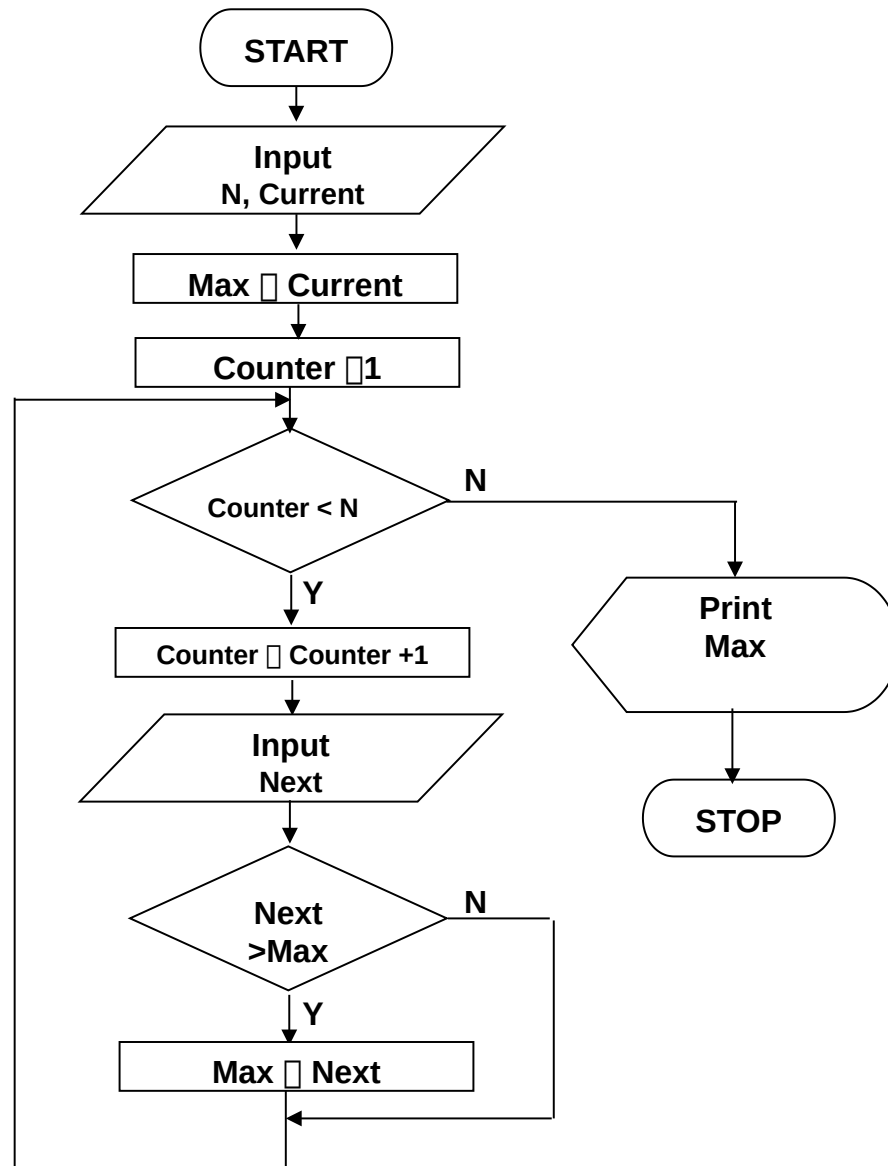 START
Input
N, Current
Max ▯ Current
Counter ▯1
Counter < N
N
Y
Counter ▯ Counter +1
Print
Max
Input
Next
STOP
Next
>Max
N
Y
Max ▯ Next